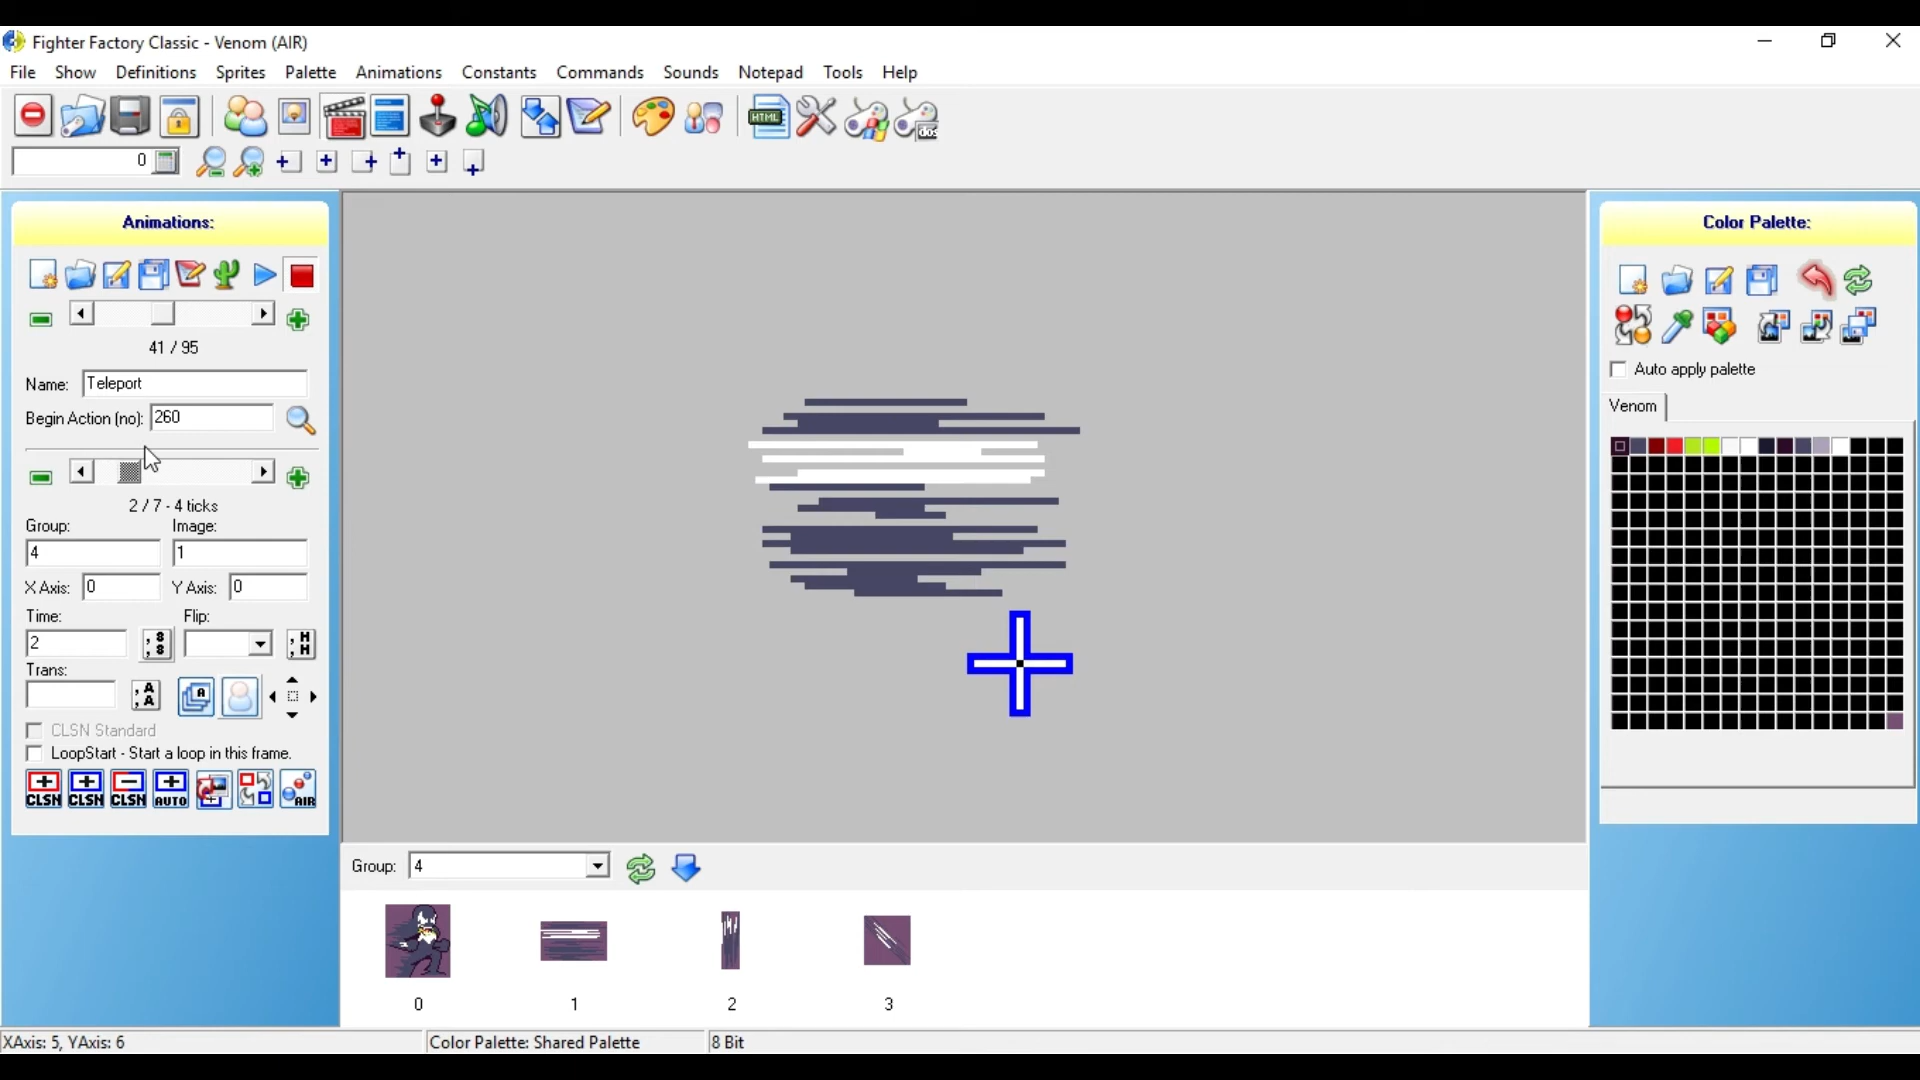 Fighter Factory Classic - Venom (AIR)
File Show Definitions Sprites Palette Animations Constants Commands Sounds Notepad Tools Help
HTML
dos
0
Animations:
41 / 95
Name: Teleport
Begin Action (no): 260
2 / 7 - 4 ticks
Group: Image:
4 1
X Axis: 0 Y Axis: 0
Time: Flip:
2 , 8 8 , H H
Trans:
, A A A
CLSN Standard
LoopStart - Start a loop in this frame.
CLSN CLSN CLSN AUTO AIR
Group: 4
0 1 2 3
Color Palette:
Auto apply palette
Venom
XAxis: 5, YAxis: 6 Color Palette: Shared Palette 8 Bit